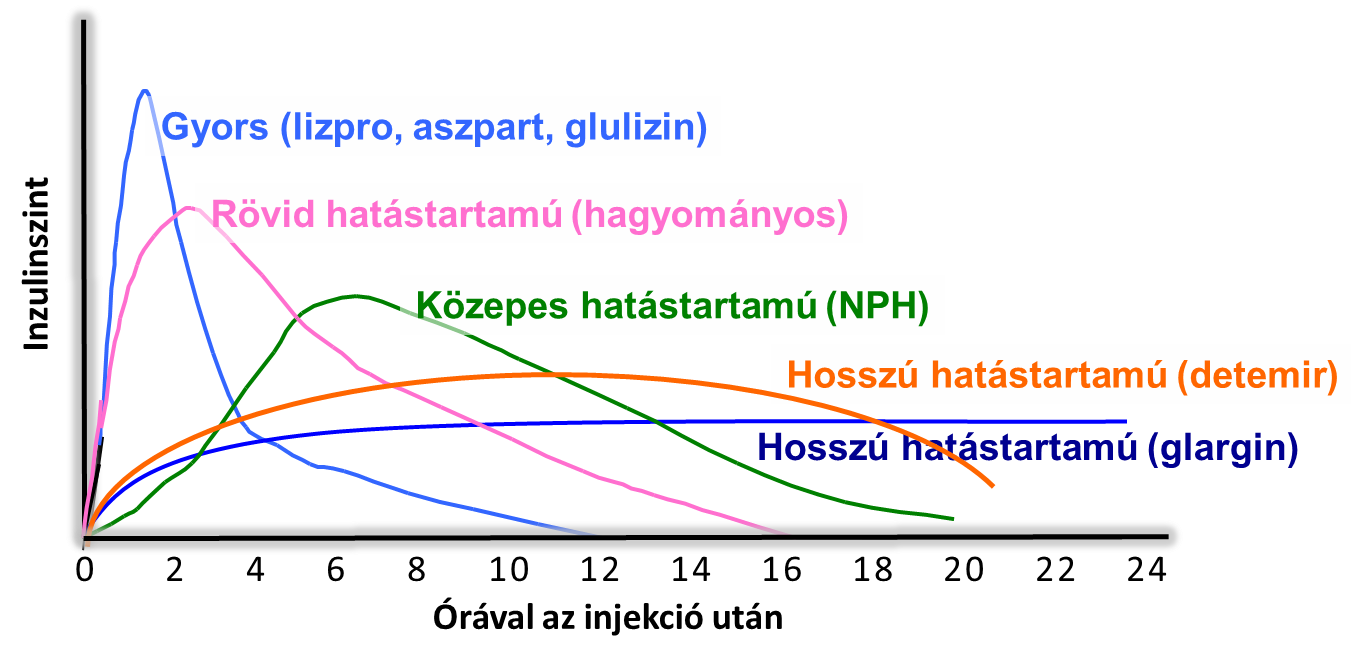 Gyors (lizpro, aszpart, glulizin)
Rövid hatástartamú (hagyományos)
Közepes hatástartamú (NPH)
Hosszú hatástartamú (detemir)
Hosszú hatástartamú (glargin)
Inzulinszint
0 2 4 6 8 10 12 14 16 18 20 22 24
Órával az injekció után